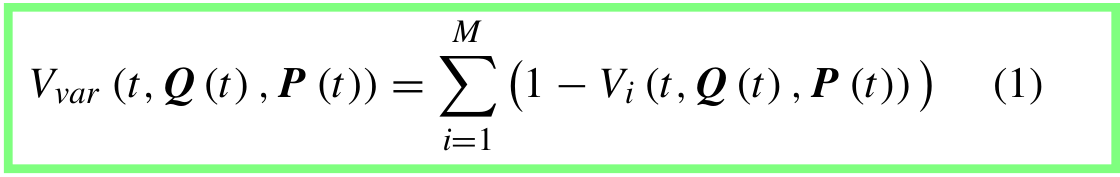 V_{var} (t, Q (t) , P (t)) = \sum_{i=1}^{M} (1 − V_i (t, Q (t) , P (t)) ) (1)